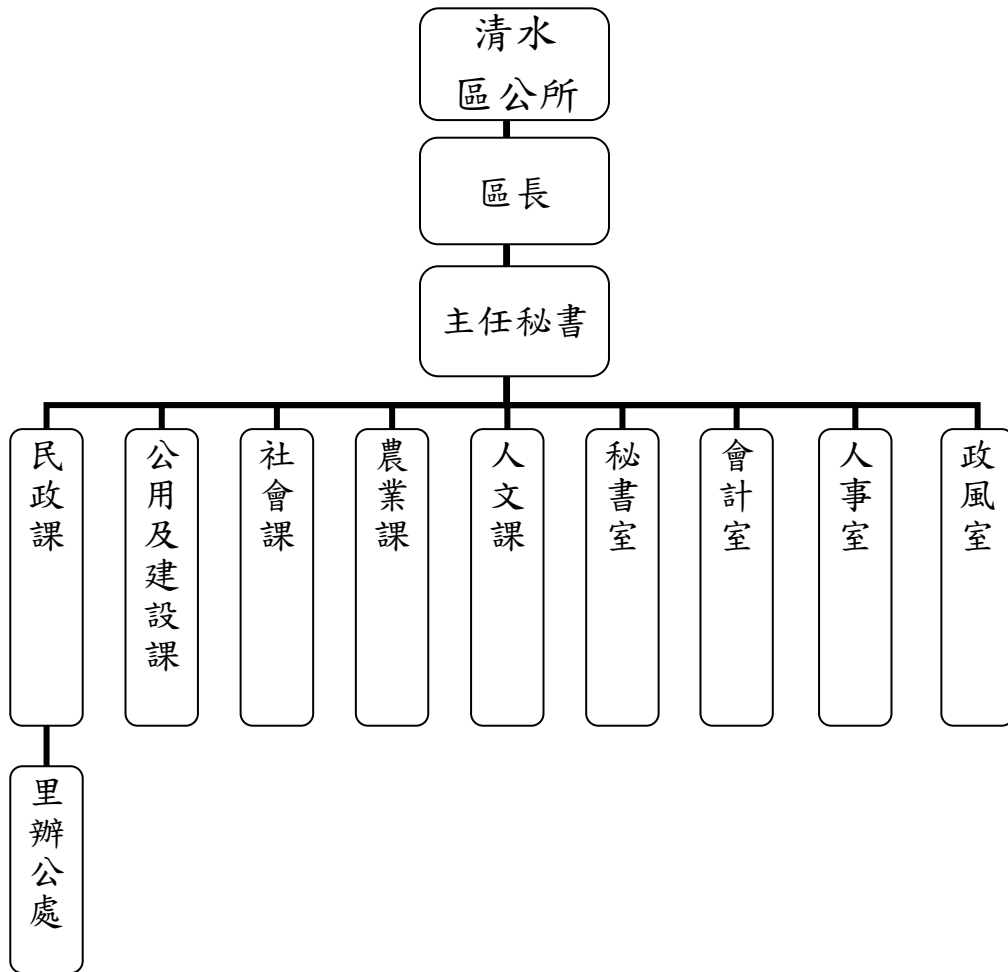 清水
區公所
區長
主任秘書
民政課
公用及建設課
社會課
農業課
人文課
秘書室
會計室
人事室
政風室
里辦公處